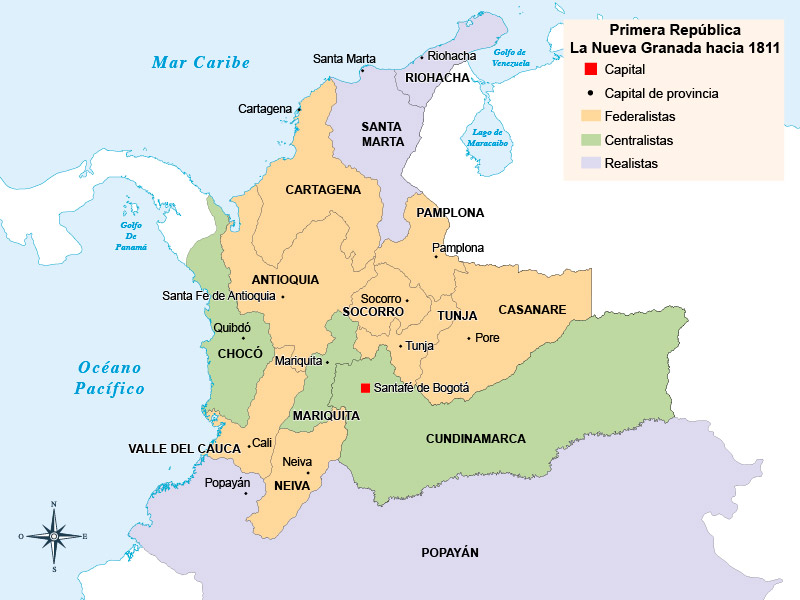 Primera República
La Nueva Granada hacia 1811
Capital
Capital de provincia
Federalistas
Centralistas
Realistas
Mar Caribe
Santa Marta
Riohacha
Golfo de
Venezuela
RIOHACHA
Cartagena
SANTA
MARTA
Lago de
Maracaibo
CARTAGENA
PAMPLONA
Golfo
De
Panamá
Pamplona
ANTIOQUIA
Santa Fe de Antioquia
Socorro
SOCORRO
TUNJA
CASANARE
Quibdó
CHOCÓ
Tunja
Pore
Mariquita
Océano
Pacífico
Santafé de Bogotá
MARIQUITA
CUNDINAMARCA
VALLE DEL CAUCA
Cali
Neiva
NEIVA
Popayán
POPAYÁN
N
O
E
S